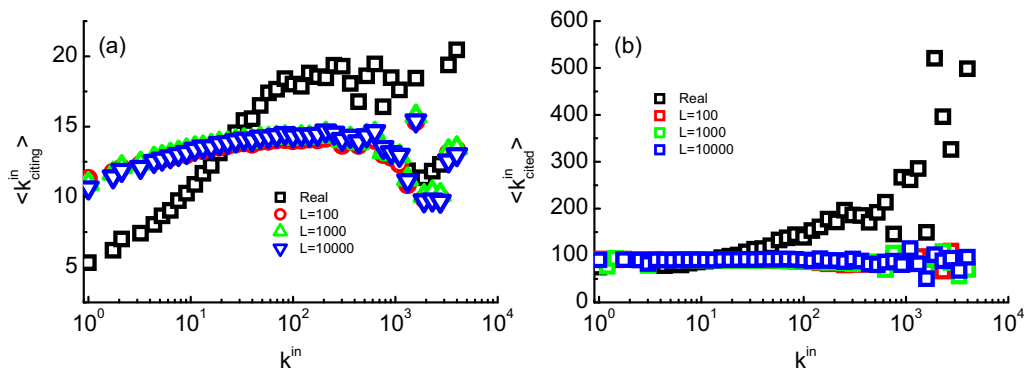 (a)
20
15
10
5
<k^in_citing>
Real
L=100
L=1000
L=10000
10^0
10^1
10^2
10^3
10^4
k^in
(b)
600
500
400
300
200
100
0
<k^in_cited>
Real
L=100
L=1000
L=10000
10^0
10^1
10^2
10^3
10^4
k^in